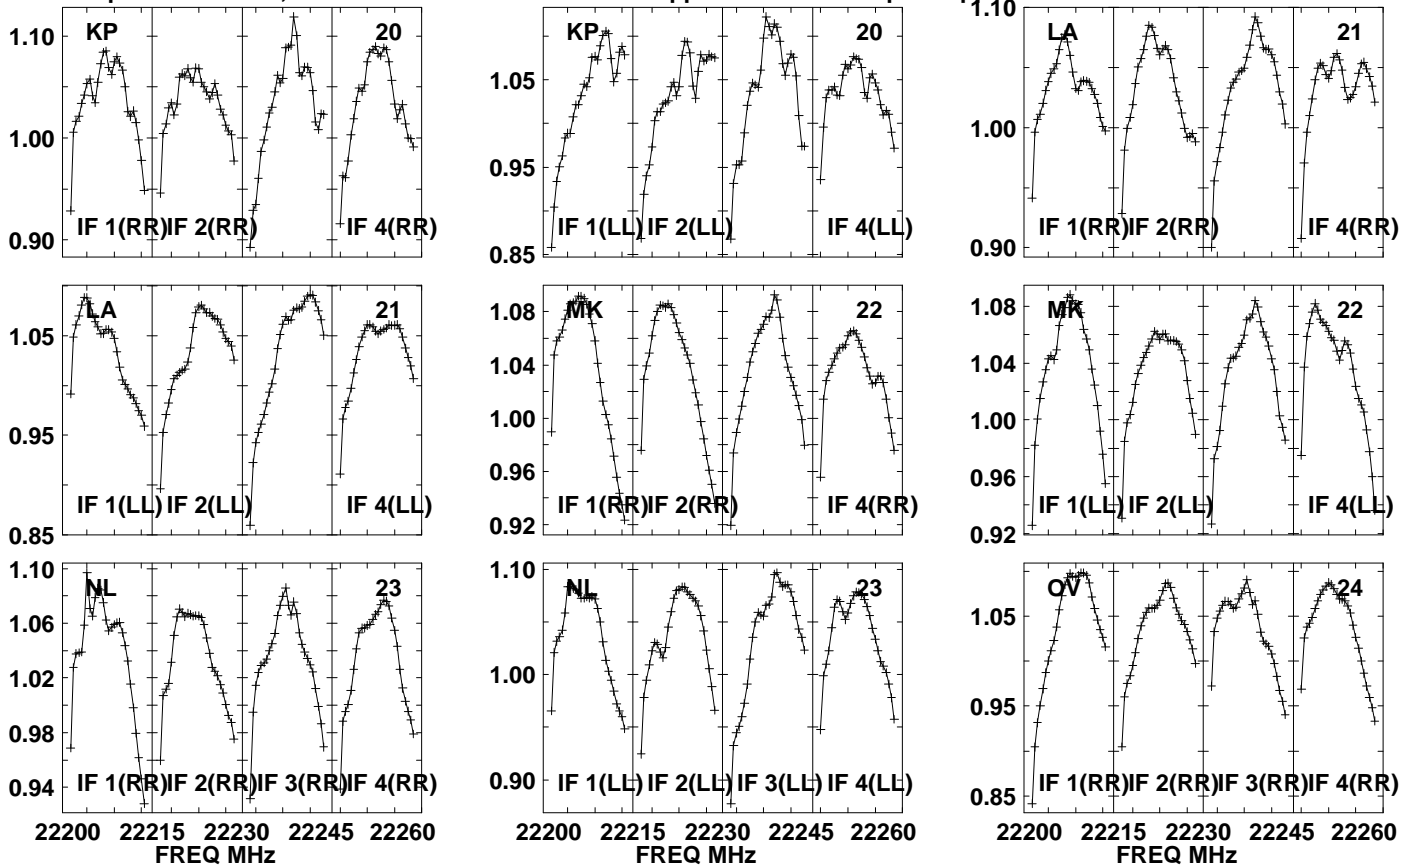 1.10 KP 20 KP 20 1.10 LA 21
1.05
1.00 1.00 1.00
0.95
0.90 IF 1(RR) IF 2(RR) IF 4(RR) IF 1(LL) IF 2(LL) IF 4(LL) IF 1(RR) IF 2(RR) IF 4(RR)
0.85 0.90
LA 21 1.08 MK 22 1.08 MK 22
1.05 1.04 1.04
1.00 1.00
0.95 0.96 0.96
IF 1(LL) IF 2(LL) IF 4(LL) IF 1(RR) IF 2(RR) IF 4(RR) IF 1(LL) IF 2(LL) IF 4(LL)
0.85 0.92 0.92
1.10 NL 23 1.10 NL 23 OV 24
1.06 1.05
1.02 1.00
0.98 0.95
0.94 IF 1(RR) IF 2(RR) IF 3(RR) IF 4(RR) 0.90 IF 1(LL) IF 2(LL) IF 3(LL) IF 4(LL) IF 1(RR) IF 2(RR) IF 3(RR) IF 4(RR)
0.85
22200 22215 22230 22245 22260 22200 22215 22230 22245 22260 22200 22215 22230 22245 22260
FREQ MHz FREQ MHz FREQ MHz